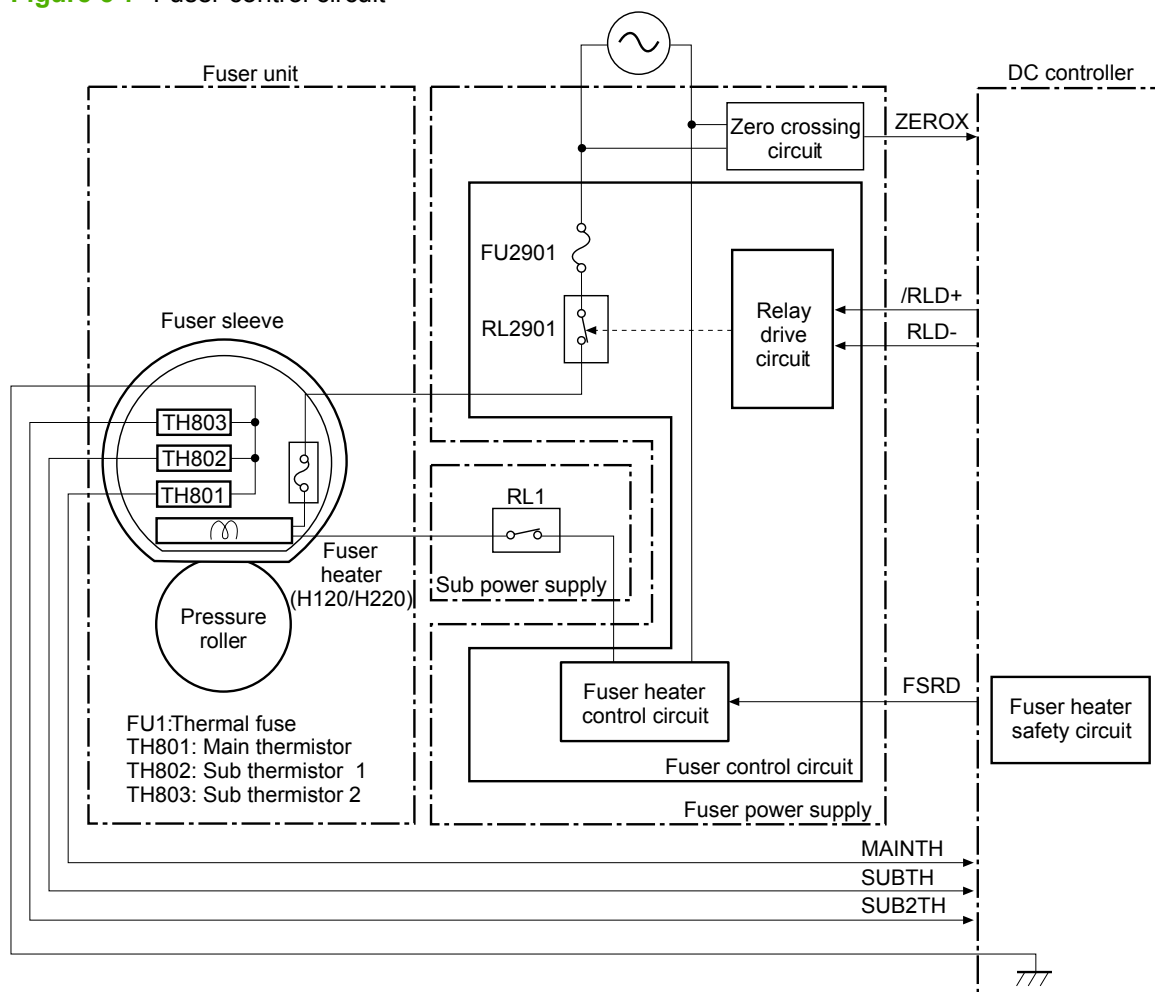 Figure 5-1 Fuser control circuit
Fuser unit
DC controller
Zero crossing
circuit
ZEROX
FU2901
RL2901
Relay
drive
circuit
/RLD+
RLD-
Fuser sleeve
TH803
TH802
TH801
RL1
Sub power supply
Fuser
heater
(H120/H220)
Pressure
roller
Fuser heater
control circuit
FSRD
Fuser heater
safety circuit
Fuser control circuit
Fuser power supply
FU1:Thermal fuse
TH801: Main thermistor
TH802: Sub thermistor 1
TH803: Sub thermistor 2
MAINTH
SUBTH
SUB2TH